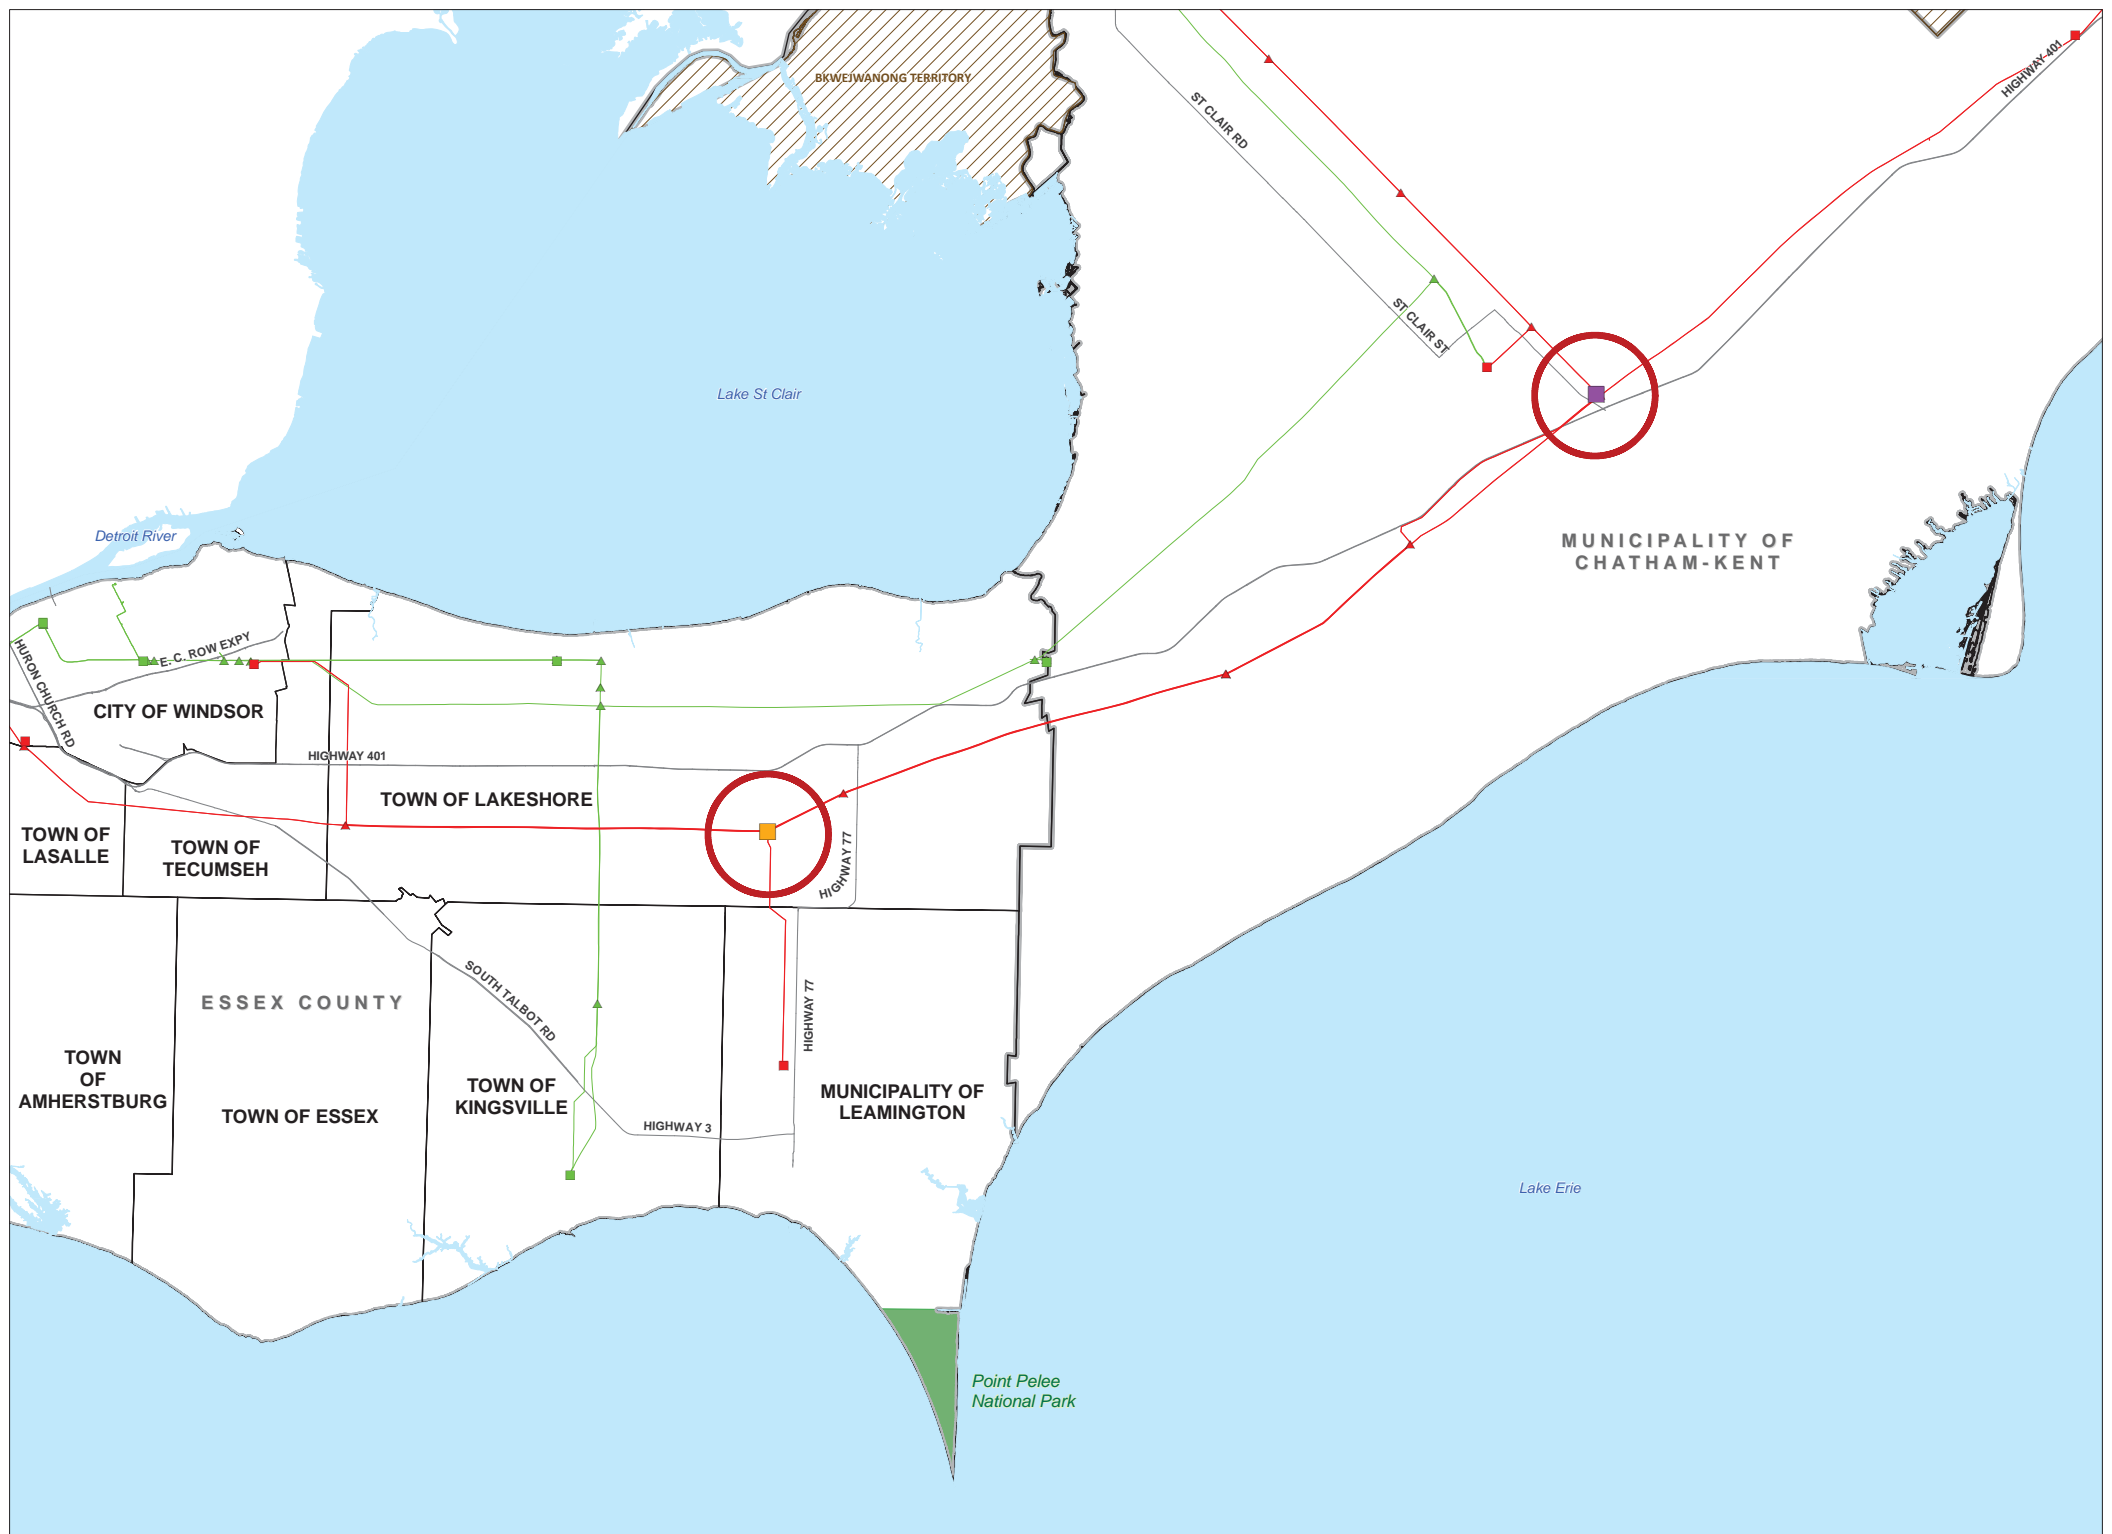 BKWEJWANONG TERRITORY
HIGHWAY 401
ST CLAIR RD
ST CLAIR ST
Lake St Clair
Detroit River
MUNICIPALITY OF
CHATHAM-KENT
E. C. ROW EXPY
HURON CHURCH RD
CITY OF WINDSOR
HIGHWAY 401
TOWN OF LAKESHORE
TOWN OF
LASALLE
TOWN OF
TECUMSEH
HIGHWAY 77
SOUTH TALBOT RD
ESSEX COUNTY
HIGHWAY 77
TOWN
OF
AMHERSTBURG
TOWN OF ESSEX
TOWN OF
KINGSVILLE
MUNICIPALITY OF
LEAMINGTON
HIGHWAY 3
Lake Erie
Point Pelee
National Park